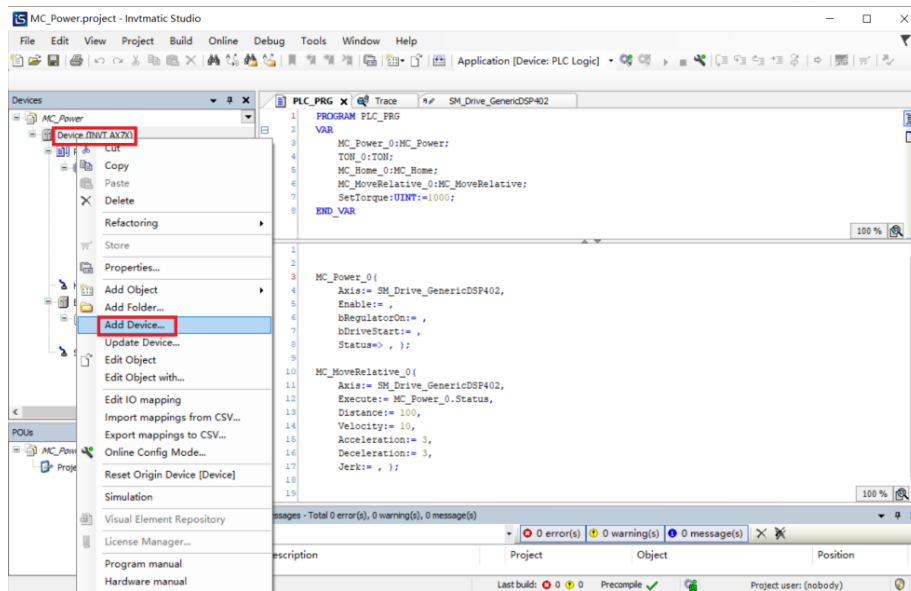 MC_Power.project - Invtmatic Studio
File Edit View Project Build Online Debug Tools Window Help
Application [Device: PLC Logic]
Devices
MC_Power
Device (INVT AX7X)
Cut
Copy
Paste
Delete
Refactoring
Store
Properties...
Add Object
Add Folder...
Add Device...
Update Device...
Edit Object
Edit Object with...
Edit IO mapping
Import mappings from CSV...
Export mappings to CSV...
Online Config Mode...
Reset Origin Device [Device]
Simulation
Visual Element Repository
License Manager...
Program manual
Hardware manual
POUs
PLC_PRG Trace SM_Drive_GenericDSP402
1 PROGRAM PLC_PRG
2 VAR
3 MC_Power_0:MC_Power;
4 TON_0:TON;
5 MC_Home_0:MC_Home;
6 MC_MoveRelative_0:MC_MoveRelative;
7 SetTorque:UINT:=1000;
8 END_VAR
100 %
1
2
3 MC_Power_0(
4 Axis:= SM_Drive_GenericDSP402,
5 Enable:= ,
6 bRegulatorOn:= ,
7 bDriveStart:= ,
8 Status=> , );
9
10 MC_MoveRelative_0(
11 Axis:= SM_Drive_GenericDSP402,
12 Execute:= MC_Power_0.Status,
13 Distance:= 100,
14 Velocity:= 10,
15 Acceleration:= 3,
16 Deceleration:= 3,
17 Jerk:= , );
18
19
100 %
ssages - Total 0 error(s), 0 warning(s), 0 message(s)
0 error(s) 0 warning(s) 0 message(s)
escription Project Object Position
Last build: 0 0 Precompile Project user: (nobody)